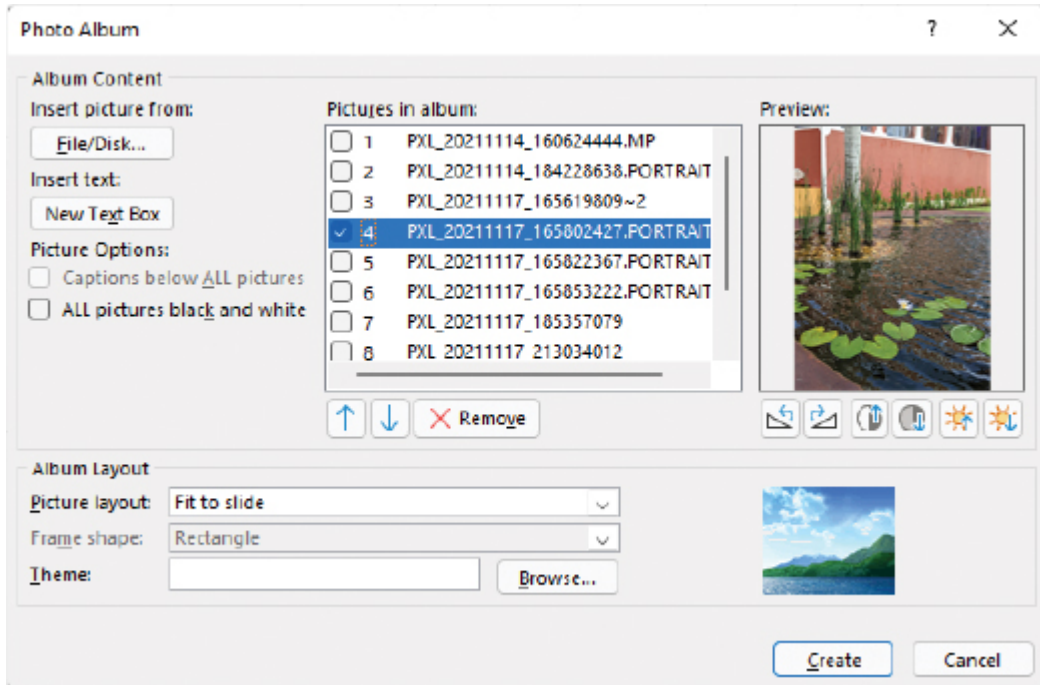 Photo Album
?
Album Content
Insert picture from:
File/Disk...
Insert text:
New Text Box
Picture Options:
Captions below ALL pictures
ALL pictures black and white
Pictures in album:
1 PXL_20211114_160624444.MP
2 PXL_20211114_184228638.PORTRAIT
3 PXL_20211117_165619809~2
4 PXL_20211117_165802427.PORTRAIT
5 PXL_20211117_165822367.PORTRAIT
6 PXL_20211117_165853222.PORTRAIT
7 PXL_20211117_185357079
8 PXL_20211117_213034012
Remove
Preview:
Album Layout
Picture layout: Fit to slide
Frame shape: Rectangle
Theme:
Browse...
Create
Cancel